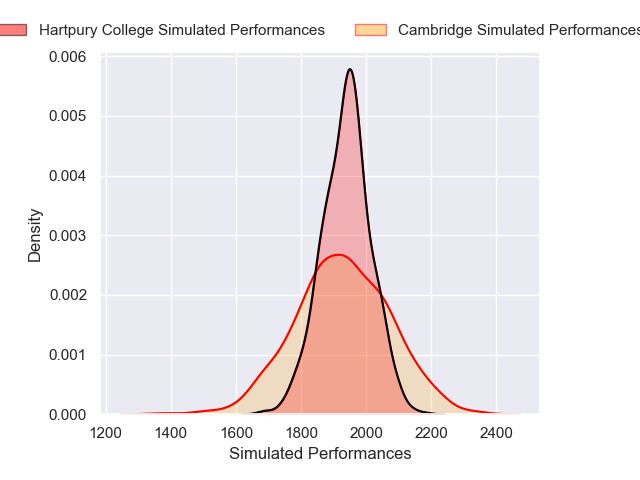 Hartpury College Simulated Performances
Cambridge Simulated Performances
0.006
0.005
0.004
0.003
0.002
0.001
0.000
Density
1200 1400 1600 1800 2000 2200 2400
Simulated Performances